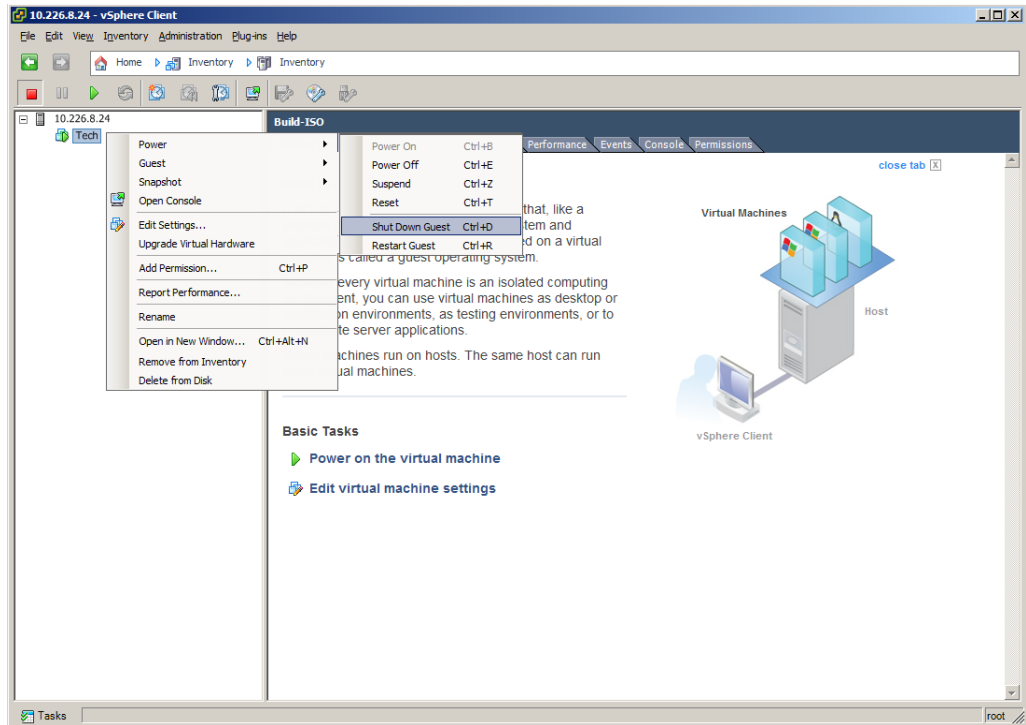 10.226.8.24 - vSphere Client
File Edit View Inventory Administration Plug-ins Help
Home Inventory Inventory
10.226.8.24
Tech
Power
Guest
Snapshot
Open Console
Edit Settings...
Upgrade Virtual Hardware
Add Permission... Ctrl+P
Report Performance...
Rename
Open in New Window... Ctrl+Alt+N
Remove from Inventory
Delete from Disk
Power On Ctrl+B
Power Off Ctrl+E
Suspend Ctrl+Z
Reset Ctrl+T
Shut Down Guest Ctrl+D
Restart Guest Ctrl+R
Build-ISO
Performance Events Console Permissions
close tab X
that, like a
tem and
ed on a virtual
s called a guest operating system.
every virtual machine is an isolated computing
ent, you can use virtual machines as desktop or
on environments, as testing environments, or to
te server applications.
achines run on hosts. The same host can run
ual machines.
Basic Tasks
Power on the virtual machine
Edit virtual machine settings
Virtual Machines
Host
vSphere Client
Tasks
root